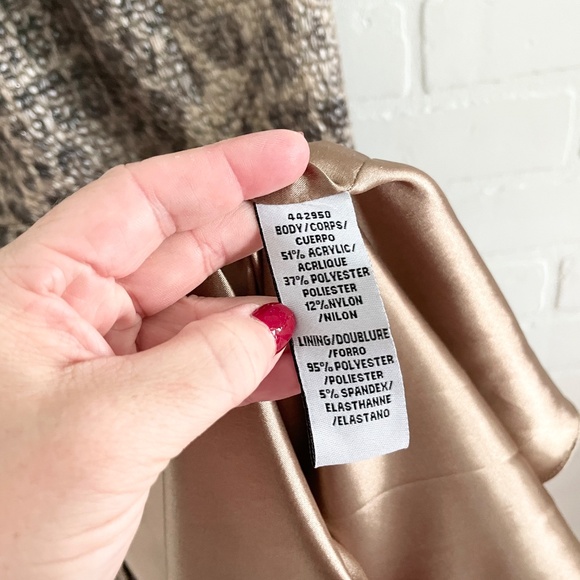 442950
BODY/CORPS/
CUERPO
51% ACRYLIC/
ACRLIQUE
37% POLYESTER
POLIESTER
12%NYLON
/NILON
LINING/DOUBLURE
/FORRO
95% POLYESTER
/POLIESTER
5% SPANDEX/
ELASTHANNE
/ELASTANO